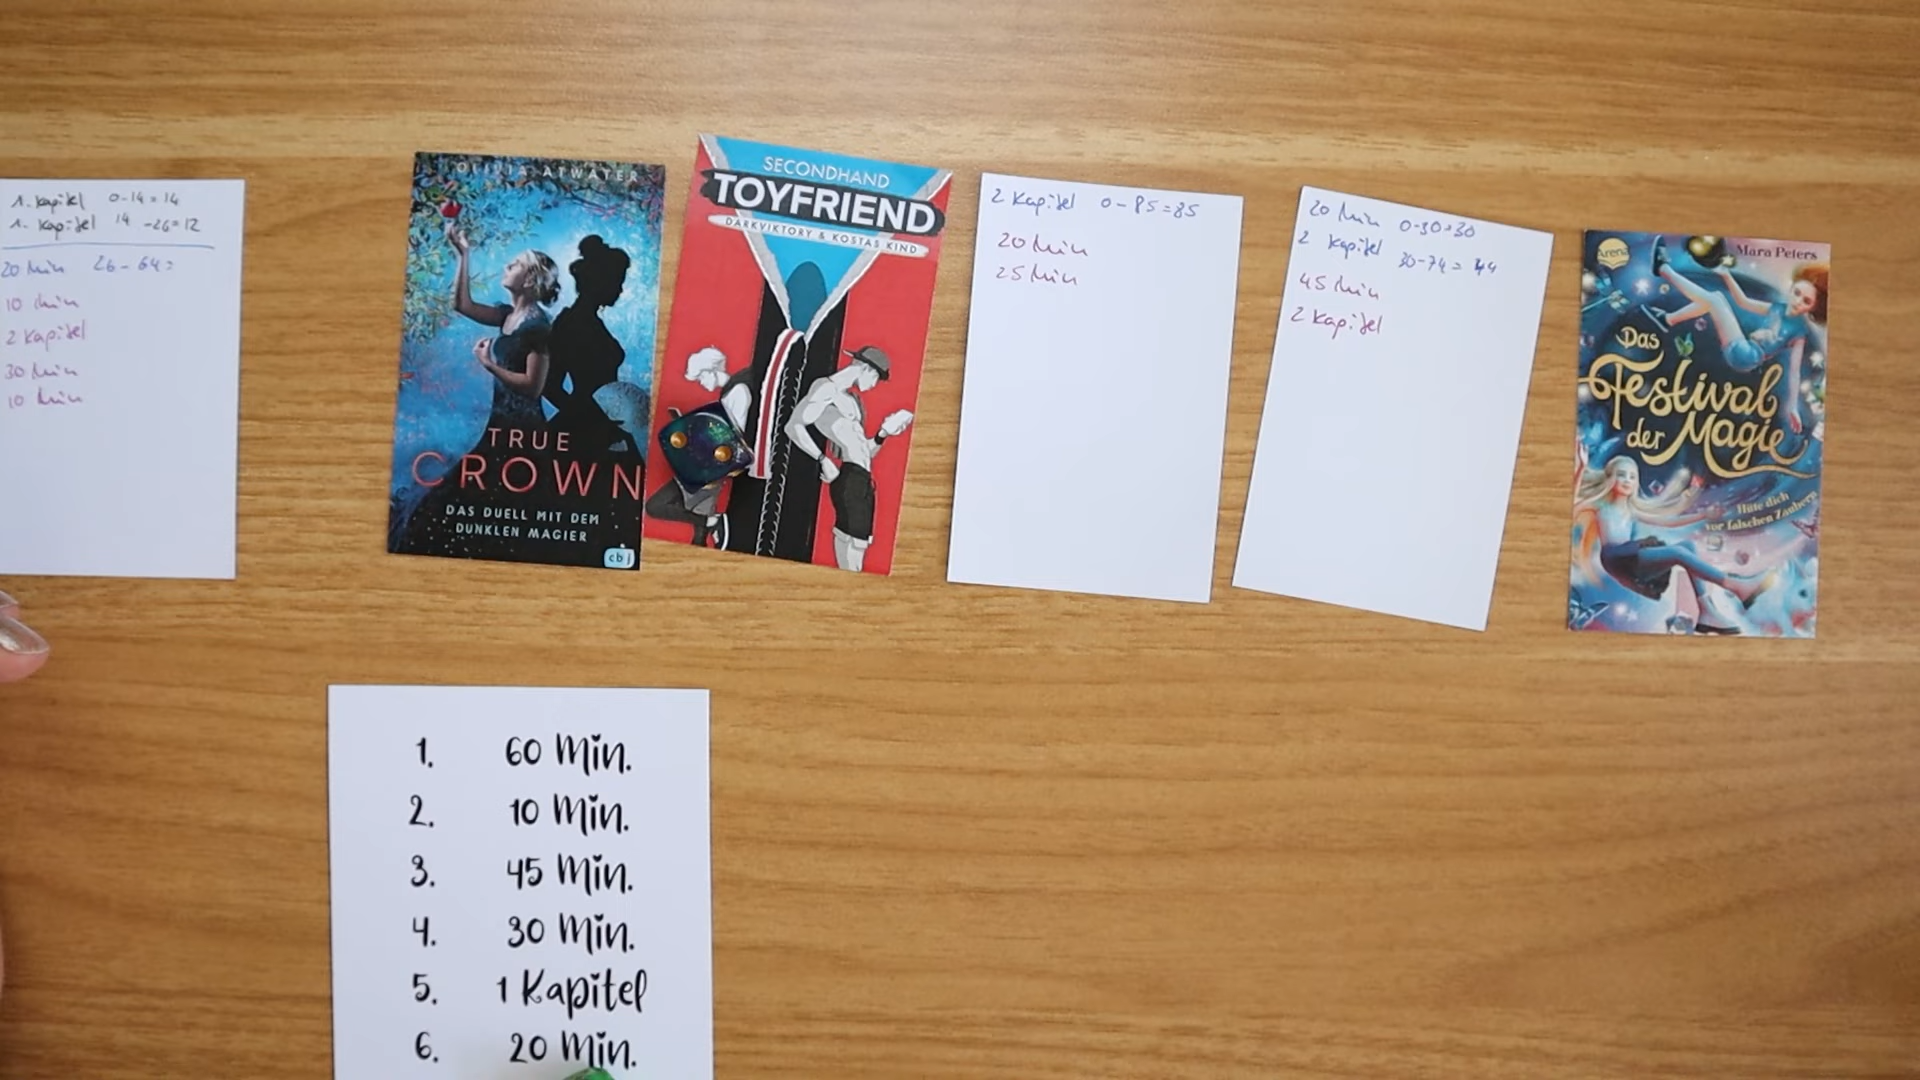 1. Kapitel 0-14=14
1. Kapitel 14-26=12
20 Min 26-64=
10 Min
2 Kapitel
30 Min
10 Min
OLIVIA ATWATER
TRUE
CROWN
DAS DUELL MIT DEM
DUNKLEN MAGIER
cbj
SECONDHAND
TOYFRIEND
DARKVIKTORY & KOSTAS KIND
2 Kapitel 0-85=85
20 Min
25 Min
20 Min 0-30=30
2 Kapitel 30-74=44
45 Min
2 Kapitel
Arena
Mara Peters
Das
Festival
der Magie
Hüte dich
vor falschen Zaubern
1. 60 Min.
2. 10 Min.
3. 45 Min.
4. 30 Min.
5. 1 Kapitel
6. 20 Min.